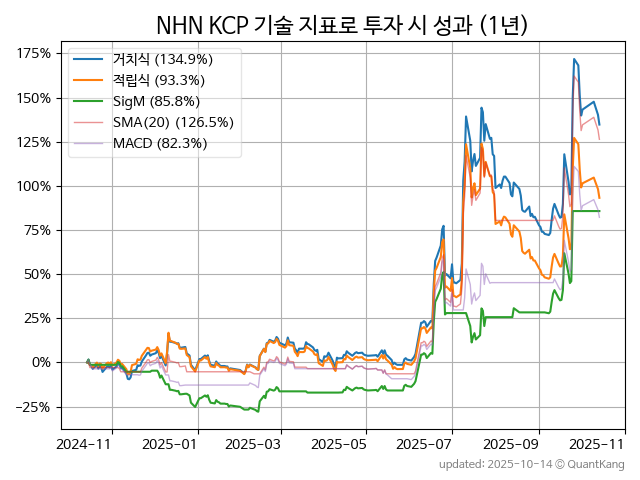 NHN KCP 기술 지표로 투자 시 성과 (1년)
175%
150%
125%
100%
75%
50%
25%
0%
−25%
거치식 (134.9%)
적립식 (93.3%)
SigM (85.8%)
SMA(20) (126.5%)
MACD (82.3%)
2024-11
2025-01
2025-03
2025-05
2025-07
2025-09
2025-11
updated: 2025-10-14 © QuantKang